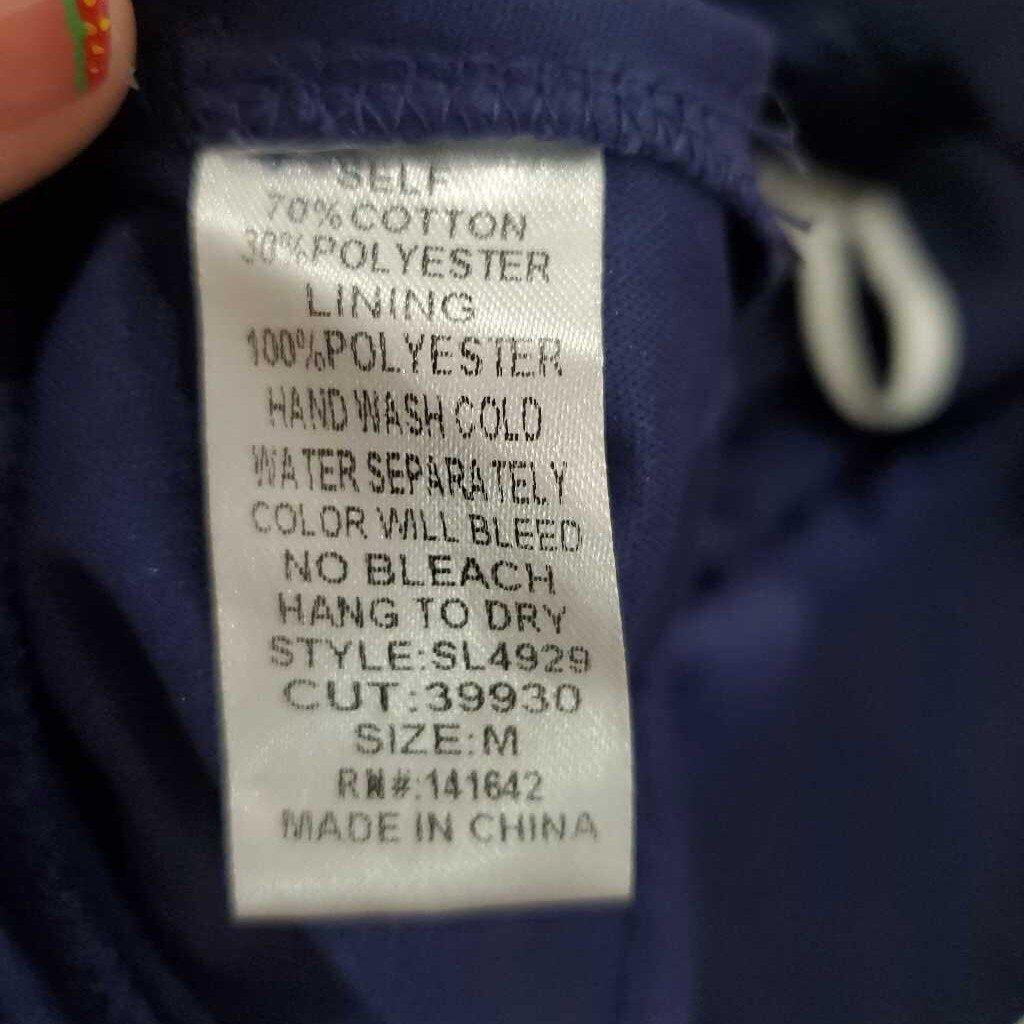 SELF
70%COTTON
30%POLYESTER
LINING
100%POLYESTER
HAND WASH COLD
WATER SEPARATELY
COLOR WILL BLEED
NO BLEACH
HANG TO DRY
STYLE:SL4929
CUT:39930
SIZE:M
RN#:141642
MADE IN CHINA